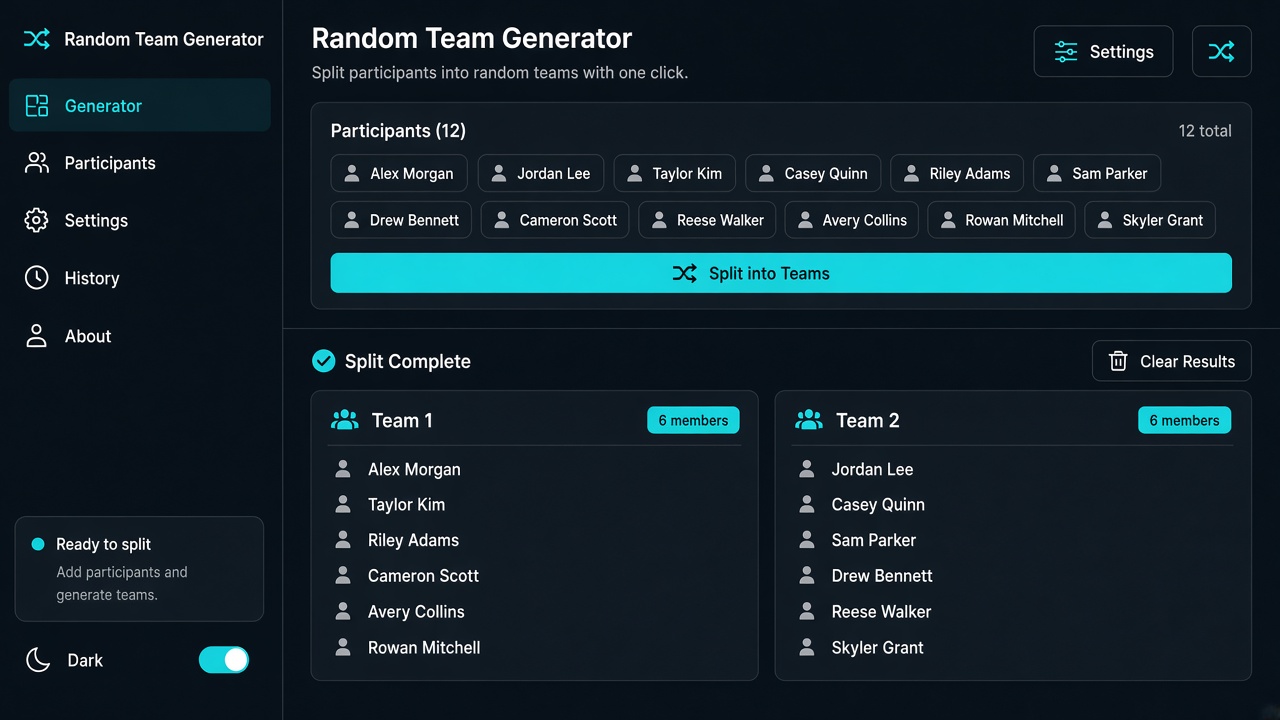 Random Team Generator
Generator
Participants
Settings
History
About
Ready to split
Add participants and
generate teams.
Dark
Random Team Generator
Split participants into random teams with one click.
Settings
Participants (12)
12 total
Alex Morgan
Jordan Lee
Taylor Kim
Casey Quinn
Riley Adams
Sam Parker
Drew Bennett
Cameron Scott
Reese Walker
Avery Collins
Rowan Mitchell
Skyler Grant
Split into Teams
Split Complete
Clear Results
Team 1
6 members
Alex Morgan
Taylor Kim
Riley Adams
Cameron Scott
Avery Collins
Rowan Mitchell
Team 2
6 members
Jordan Lee
Casey Quinn
Sam Parker
Drew Bennett
Reese Walker
Skyler Grant